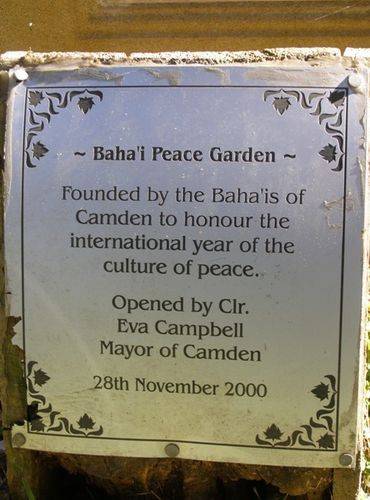 ~ Baha'i Peace Garden ~
Founded by the Baha'is of
Camden to honour the
international year of the
culture of peace.
Opened by Clr.
Eva Campbell
Mayor of Camden
28th November 2000